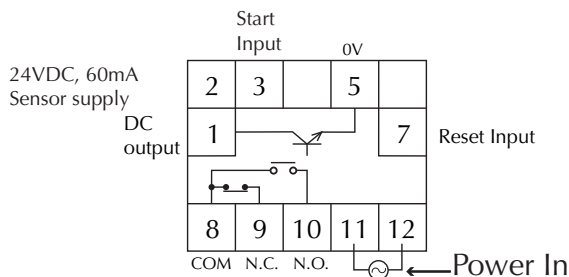 Start
Input
0V
24VDC, 60mA
Sensor supply
2 3 5
DC
output
1 7
Reset Input
8 9 10 11 12
COM N.C. N.O.
Power In